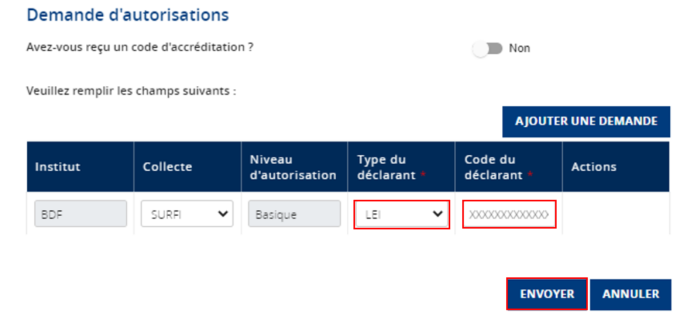 Demande d'autorisations
Avez-vous reçu un code d'accréditation ? Non
Veuillez remplir les champs suivants :
AJOUTER UNE DEMANDE
Institut Collecte Niveau d'autorisation Type du déclarant * Code du déclarant * Actions
BDF SURFI Basique LEI XXXXXXXXXXXXX
ENVOYER ANNULER